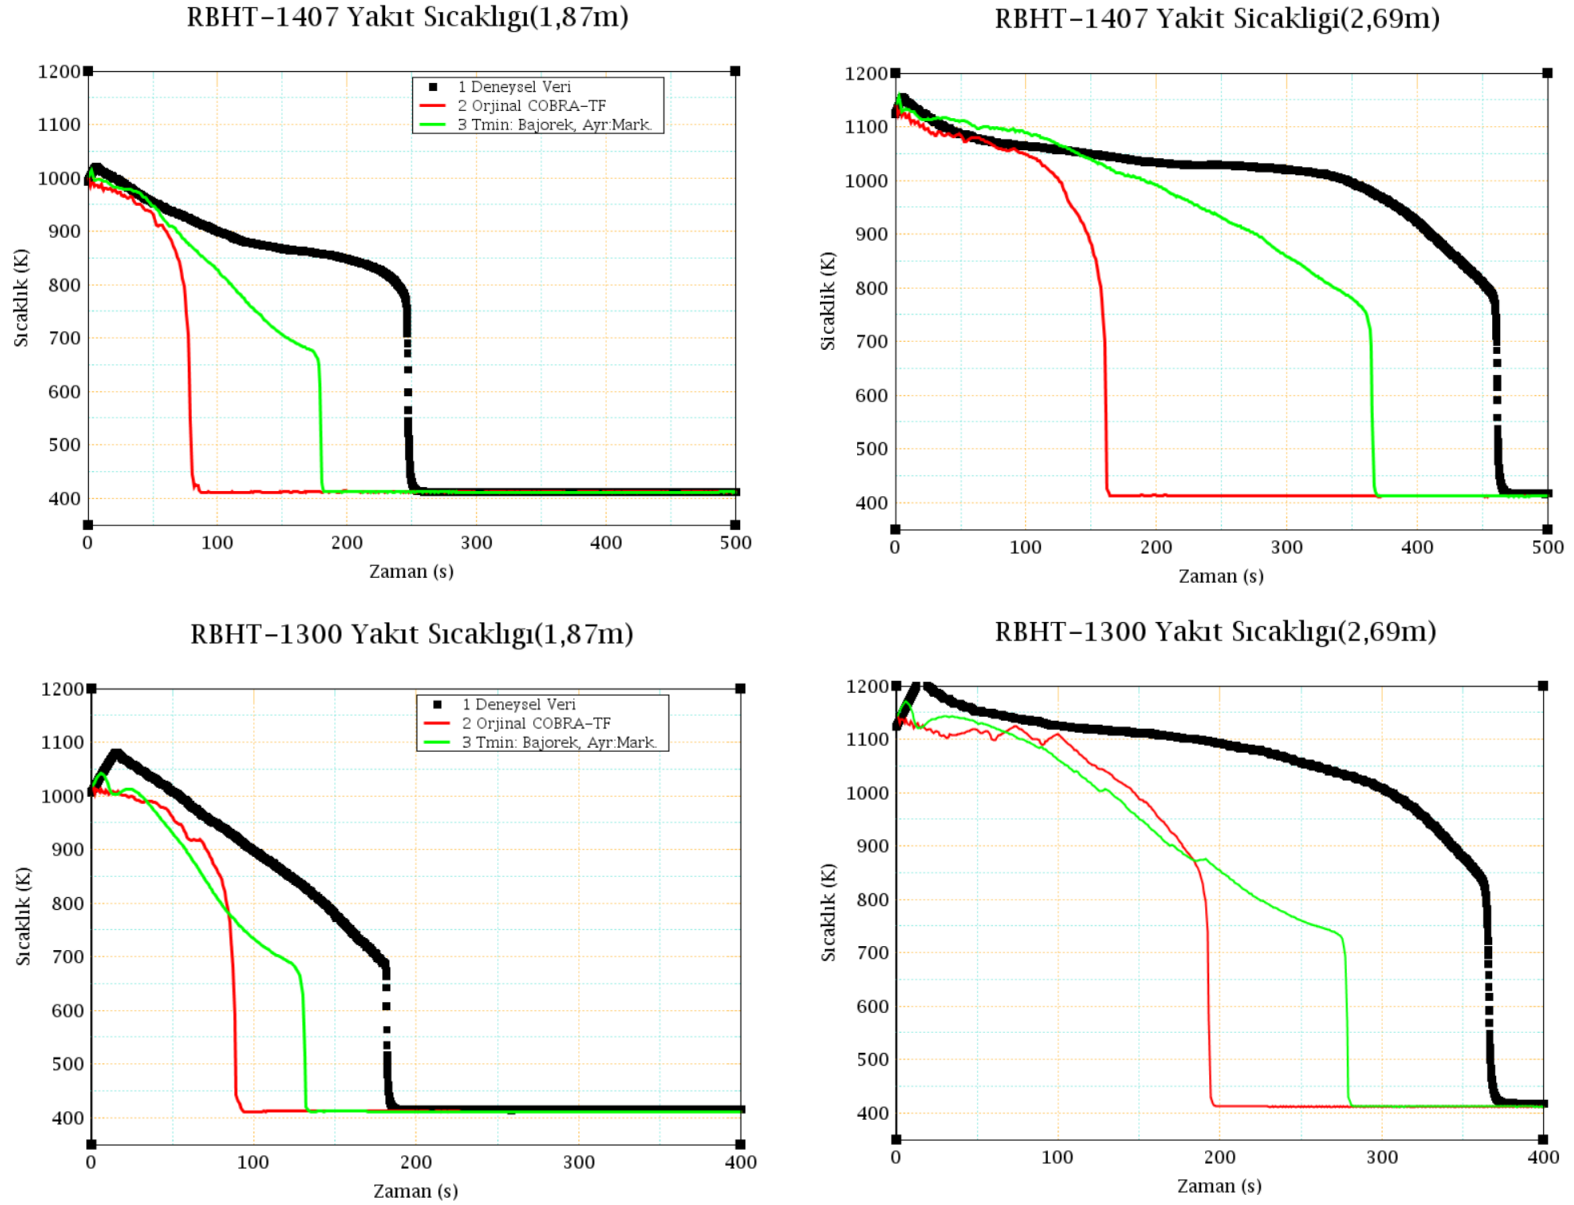 RBHT-1407 Yakıt Sıcaklıgı(1,87m)
1200
1100
1000
900
800
700
600
500
400
Sıcaklık (K)
1 Deneysel Veri
2 Orjinal COBRA-TF
3 Tmin: Bajorek, Ayr:Mark.
0 100 200 300 400 500
Zaman (s)
RBHT-1407 Yakit Sicakligi(2,69m)
1200
1100
1000
900
800
700
600
500
400
Sicaklik (K)
0 100 200 300 400 500
Zaman (s)
RBHT-1300 Yakıt Sıcaklıgı(1,87m)
1200
1100
1000
900
800
700
600
500
400
Sıcaklık (K)
1 Deneysel Veri
2 Orjinal COBRA-TF
3 Tmin: Bajorek, Ayr:Mark.
0 100 200 300 400
Zaman (s)
RBHT-1300 Yakıt Sıcaklıgı(2,69m)
1200
1100
1000
900
800
700
600
500
400
Sıcaklık (K)
0 100 200 300 400
Zaman (s)